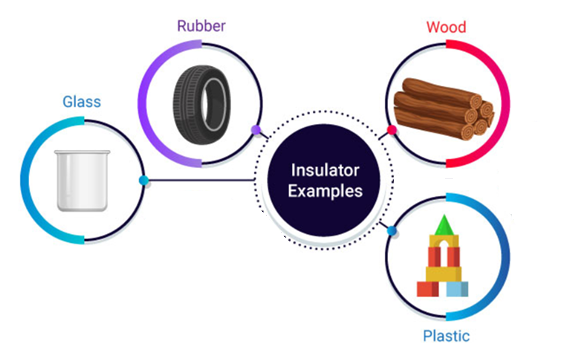 Rubber
Wood
Glass
Insulator
Examples
Plastic